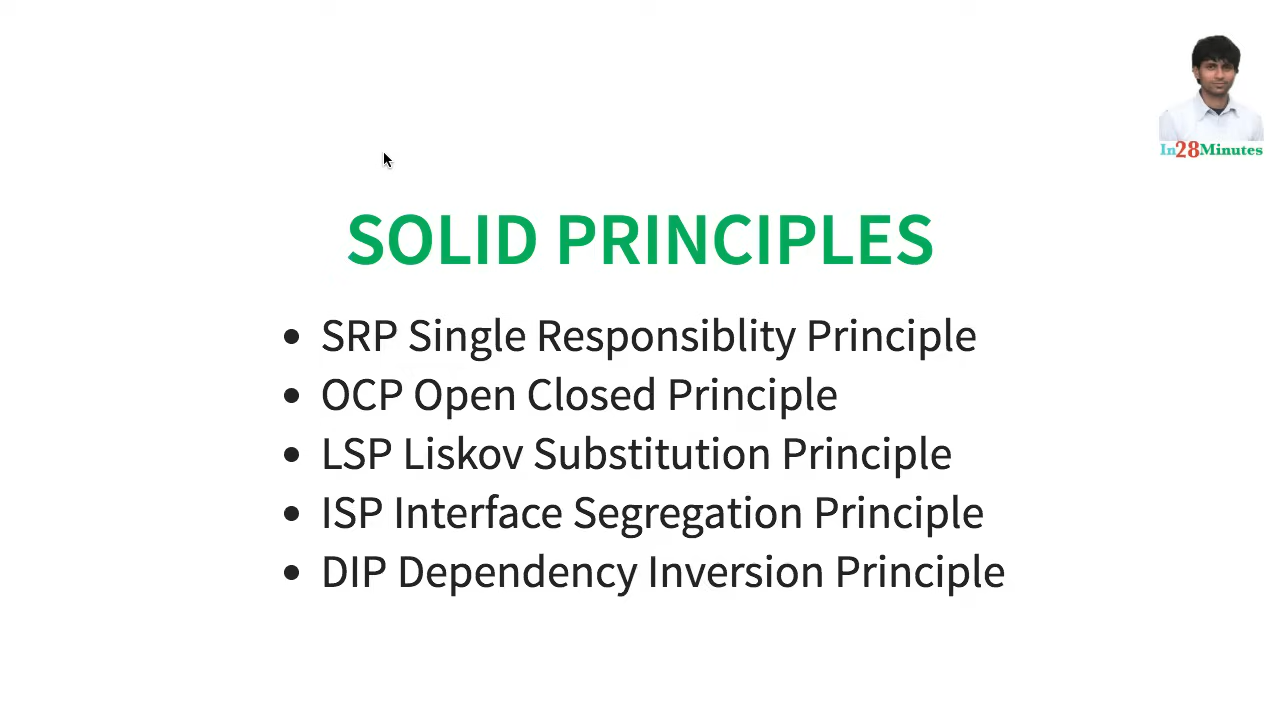 In28Minutes
SOLID PRINCIPLES
SRP Single Responsiblity Principle
OCP Open Closed Principle
LSP Liskov Substitution Principle
ISP Interface Segregation Principle
DIP Dependency Inversion Principle